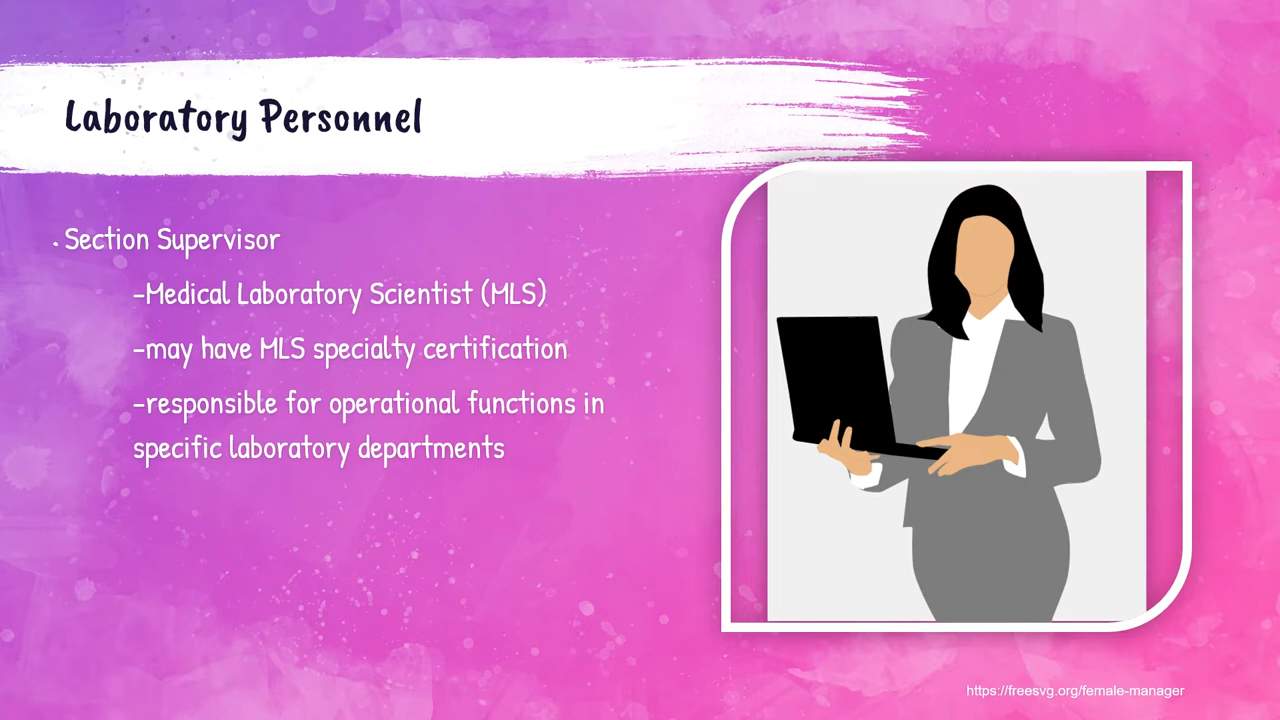 Laboratory Personnel
• Section Supervisor
-Medical Laboratory Scientist (MLS)
-may have MLS specialty certification
-responsible for operational functions in
specific laboratory departments
https://freesvg.org/female-manager